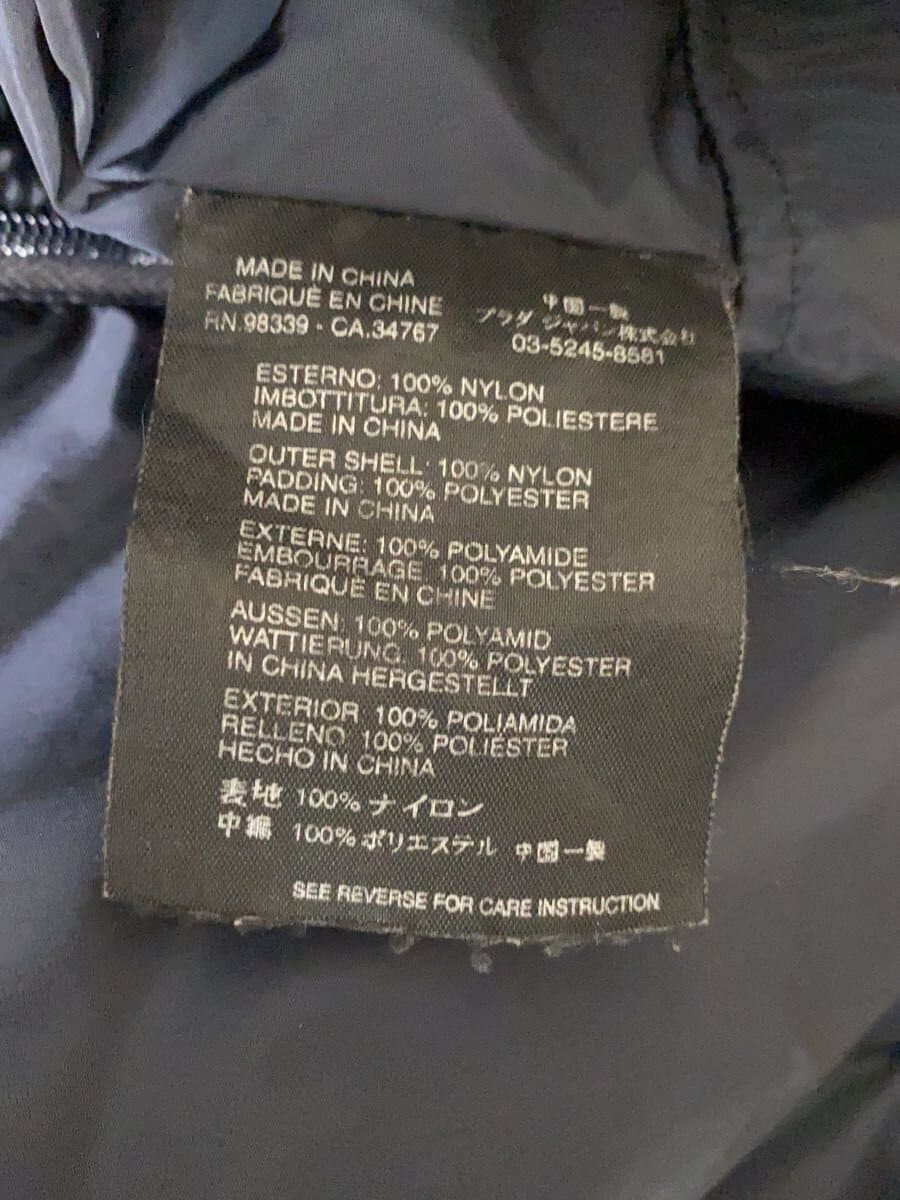 MADE IN CHINA
FABRIQUÉ EN CHINE
RN.98339 - CA.34767
中国一製
プラダ ジャパン株式会社
03-5245-8581
ESTERNO: 100% NYLON
IMBOTTITURA: 100% POLIESTERE
MADE IN CHINA
OUTER SHELL: 100% NYLON
PADDING: 100% POLYESTER
MADE IN CHINA
EXTERNE: 100% POLYAMIDE
EMBOURRAGE 100% POLYESTER
FABRIQUÉ EN CHINE
AUSSEN: 100% POLYAMID
WATTIERUNG. 100% POLYESTER
IN CHINA HERGESTELLT
EXTERIOR 100% POLIAMIDA
RELLENO 100% POLIÉSTER
HECHO IN CHINA
表地 100% ナイロン
中綿 100% ポリエステル 中国一製
SEE REVERSE FOR CARE INSTRUCTION